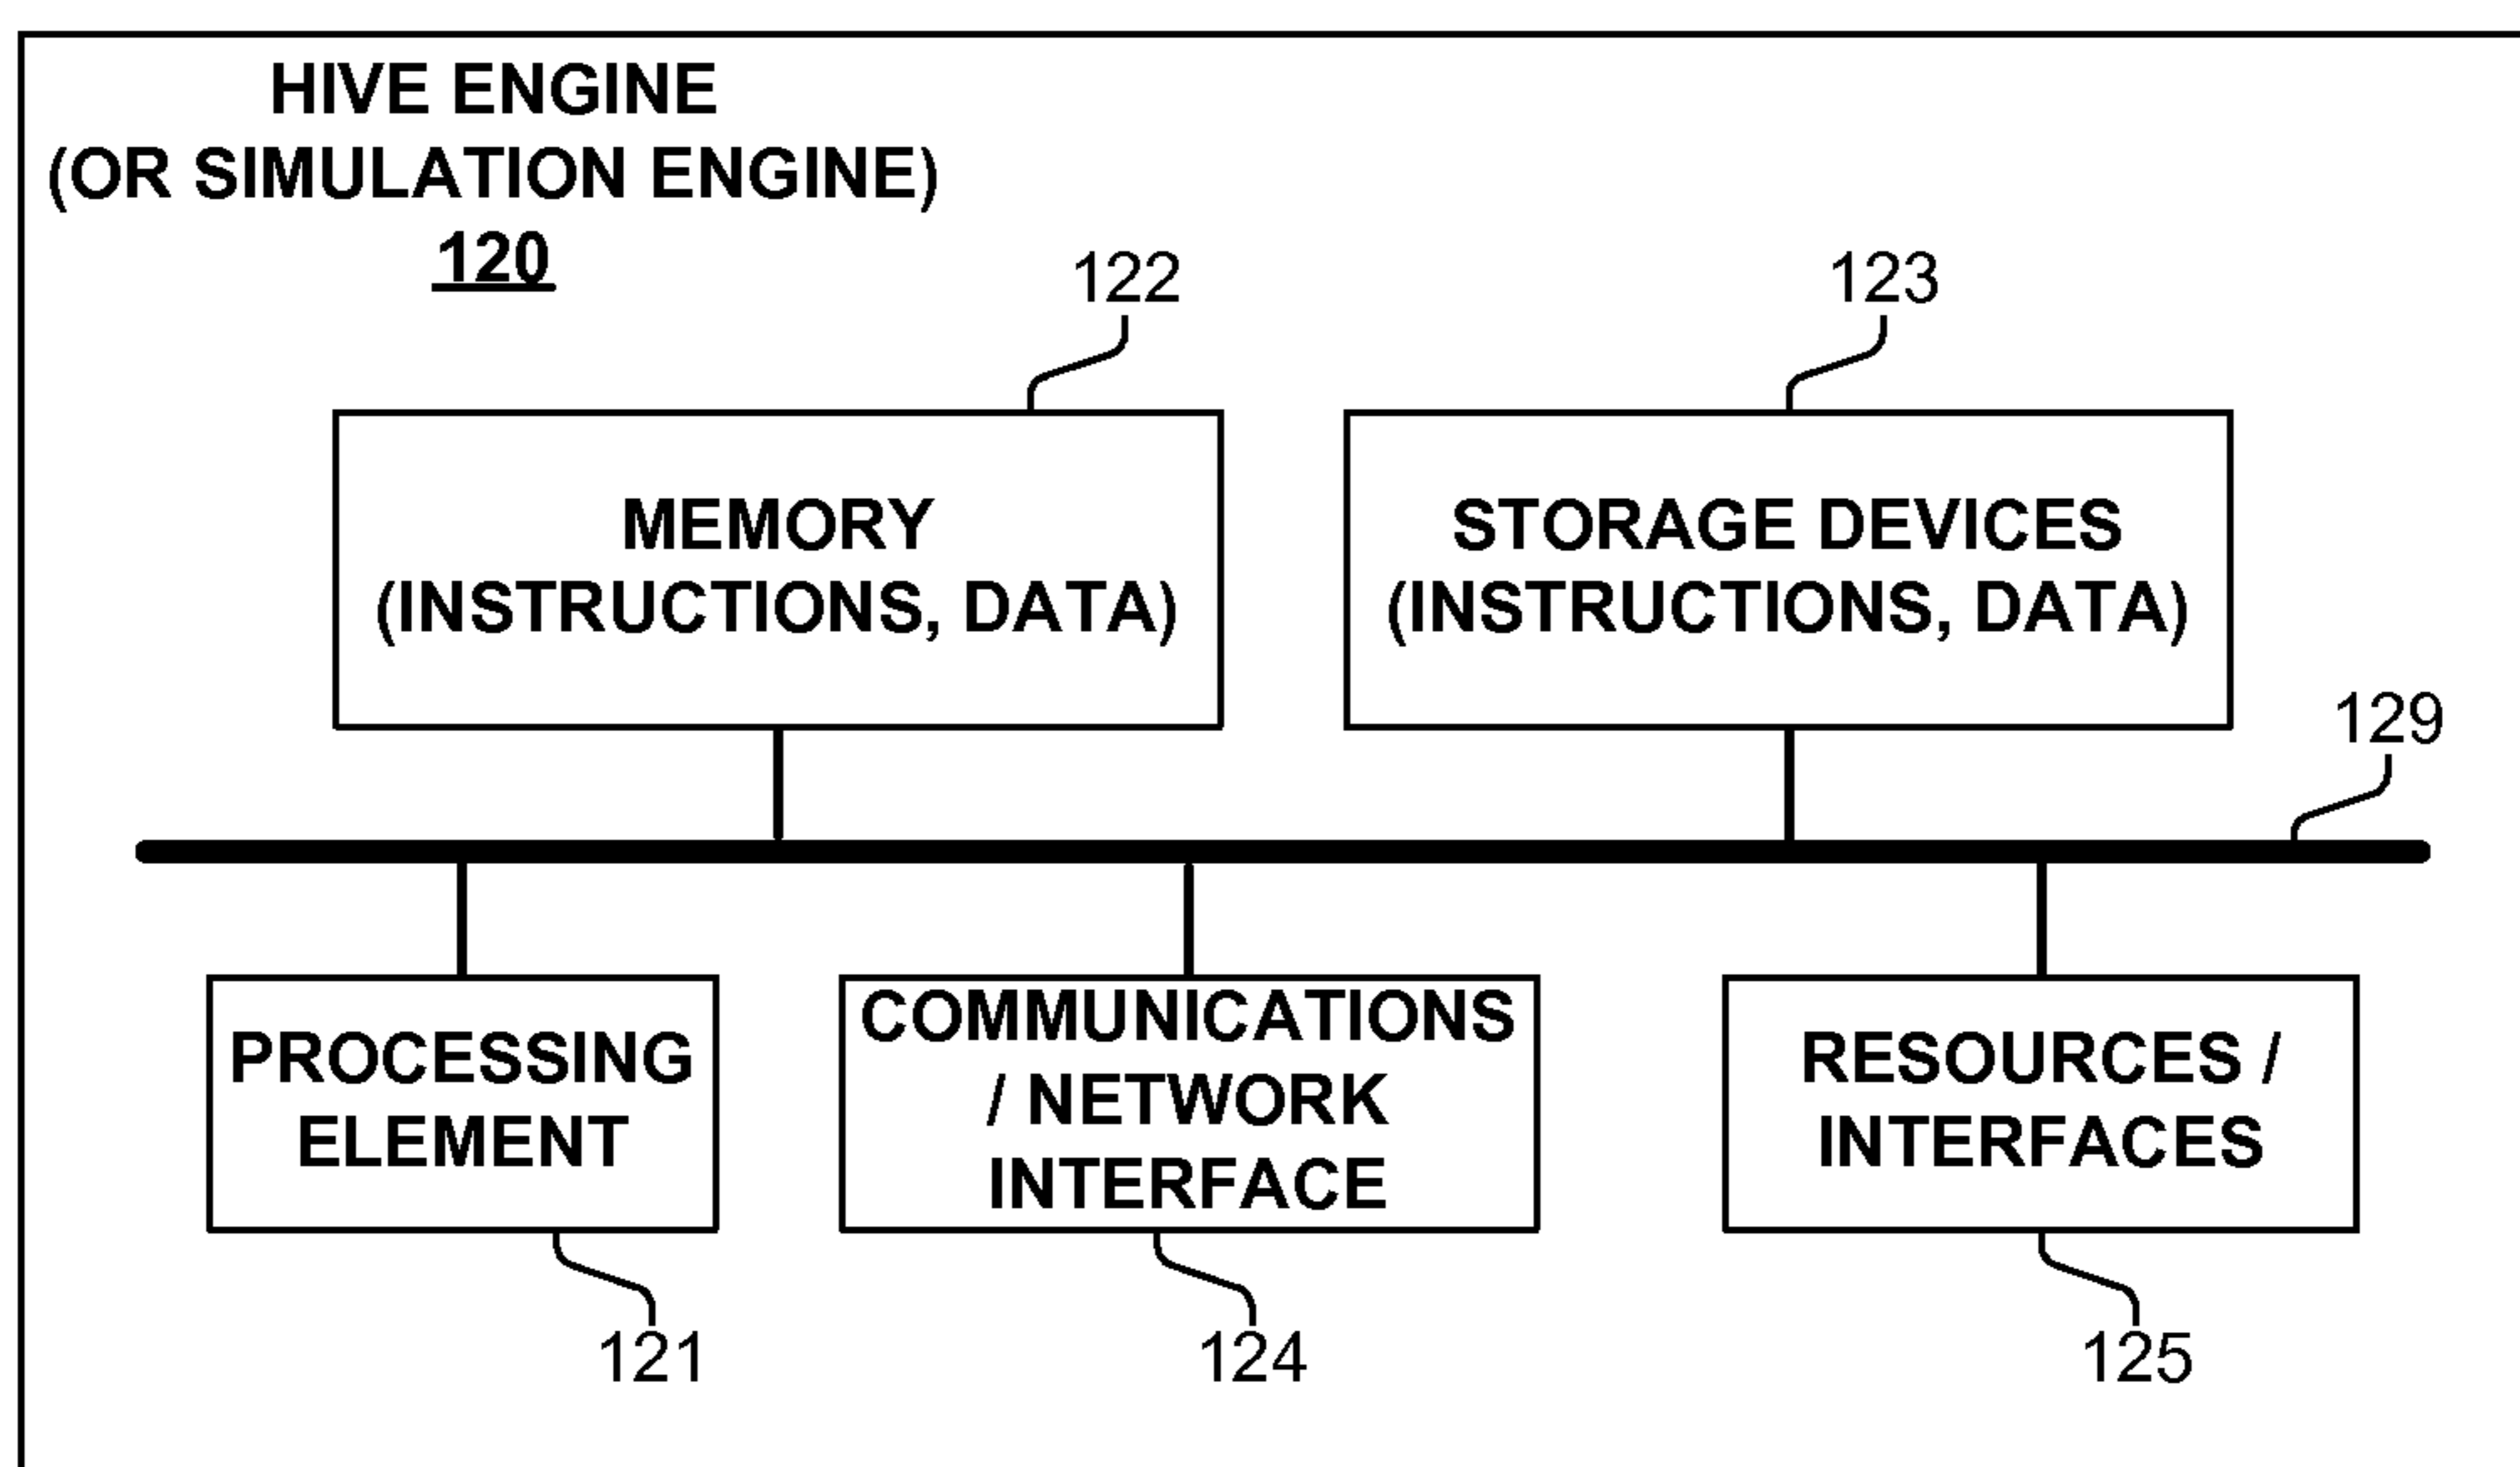 HIVE ENGINE
(OR SIMULATION ENGINE)
120
122
123
MEMORY
(INSTRUCTIONS, DATA)
STORAGE DEVICES
(INSTRUCTIONS, DATA)
129
PROCESSING
ELEMENT
COMMUNICATIONS
/ NETWORK
INTERFACE
RESOURCES /
INTERFACES
121
124
125